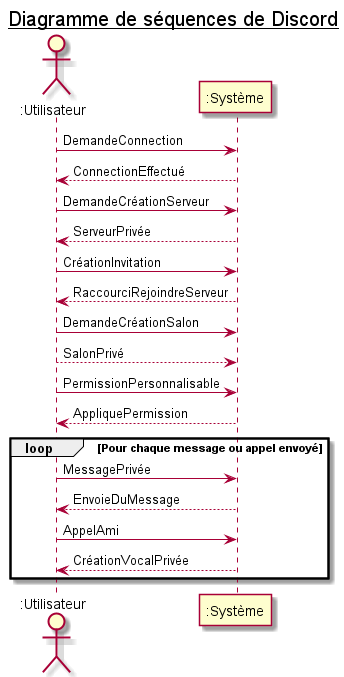 Diagramme de séquences de Discord
:Utilisateur
:Système
DemandeConnection
ConnectionEffectué
DemandeCréationServeur
ServeurPrivée
CréationInvitation
RaccourciRejoindreServeur
DemandeCréationSalon
SalonPrivé
PermissionPersonnalisable
AppliquePermission
loop [Pour chaque message ou appel envoyé]
MessagePrivée
EnvoieDuMessage
AppelAmi
CréationVocalPrivée
:Utilisateur
:Système